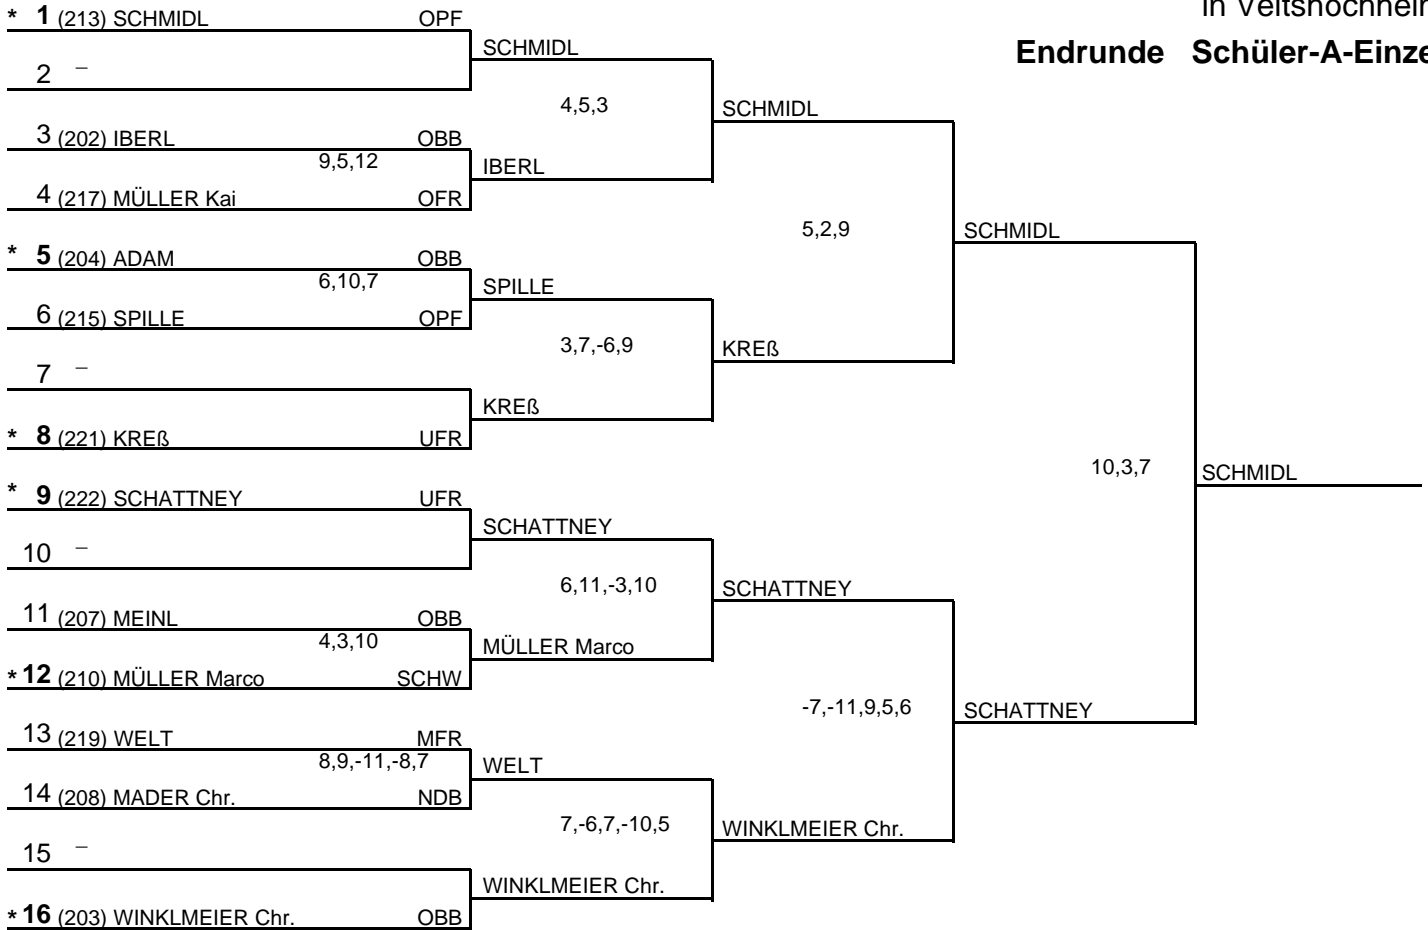 in Veitshöchheim
Endrunde Schüler-A-Einze
* 1 (213) SCHMIDL OPF
SCHMIDL
2 –
4,5,3
SCHMIDL
3 (202) IBERL OBB
9,5,12
IBERL
4 (217) MÜLLER Kai OFR
5,2,9
SCHMIDL
* 5 (204) ADAM OBB
6,10,7
SPILLE
6 (215) SPILLE OPF
3,7,-6,9
KREß
7 –
KREß
* 8 (221) KREß UFR
10,3,7
SCHMIDL
* 9 (222) SCHATTNEY UFR
SCHATTNEY
10 –
6,11,-3,10
SCHATTNEY
11 (207) MEINL OBB
4,3,10
MÜLLER Marco
* 12 (210) MÜLLER Marco SCHW
-7,-11,9,5,6
SCHATTNEY
13 (219) WELT MFR
8,9,-11,-8,7
WELT
14 (208) MADER Chr. NDB
7,-6,7,-10,5
WINKLMEIER Chr.
15 –
WINKLMEIER Chr.
* 16 (203) WINKLMEIER Chr. OBB